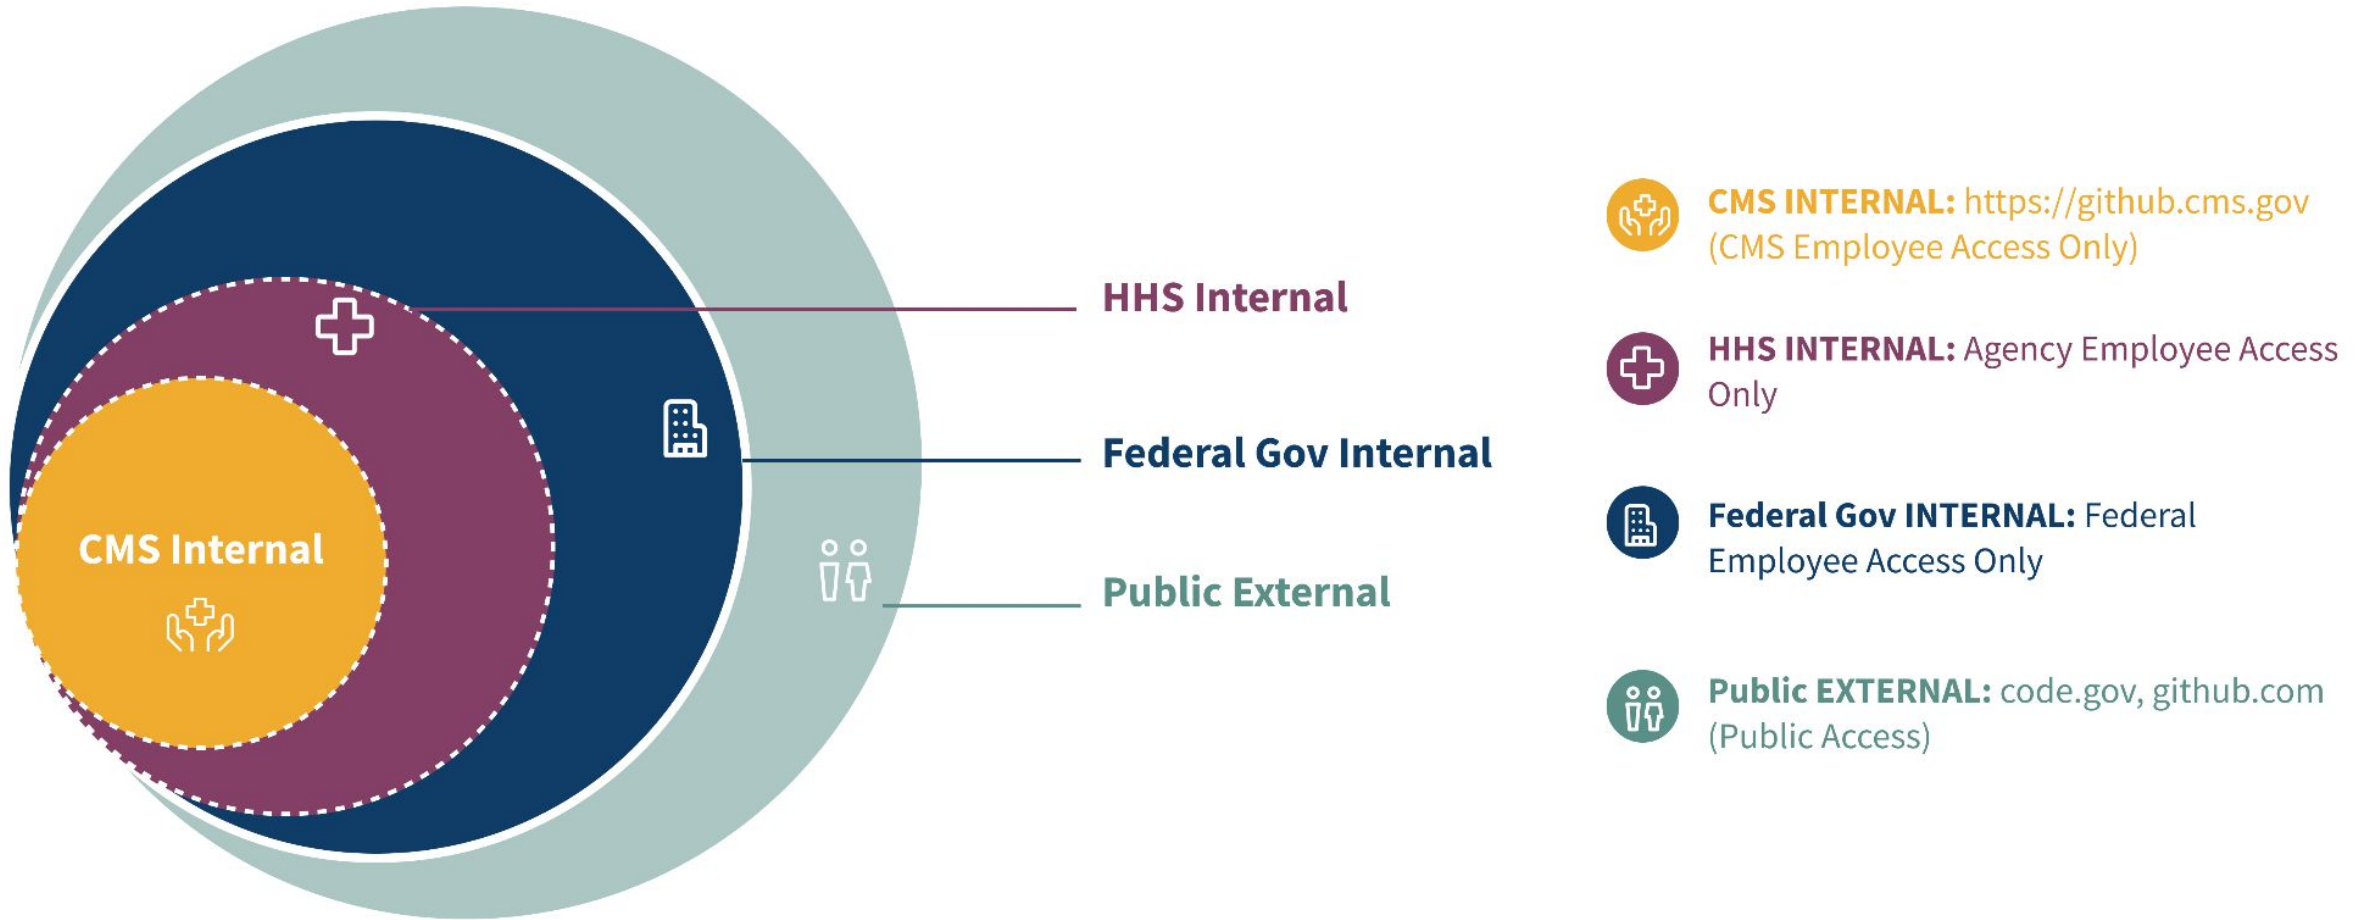 CMS Internal
HHS Internal
Federal Gov Internal
Public External
CMS INTERNAL: https://github.cms.gov
(CMS Employee Access Only)
HHS INTERNAL: Agency Employee Access
Only
Federal Gov INTERNAL: Federal
Employee Access Only
Public EXTERNAL: code.gov, github.com
(Public Access)